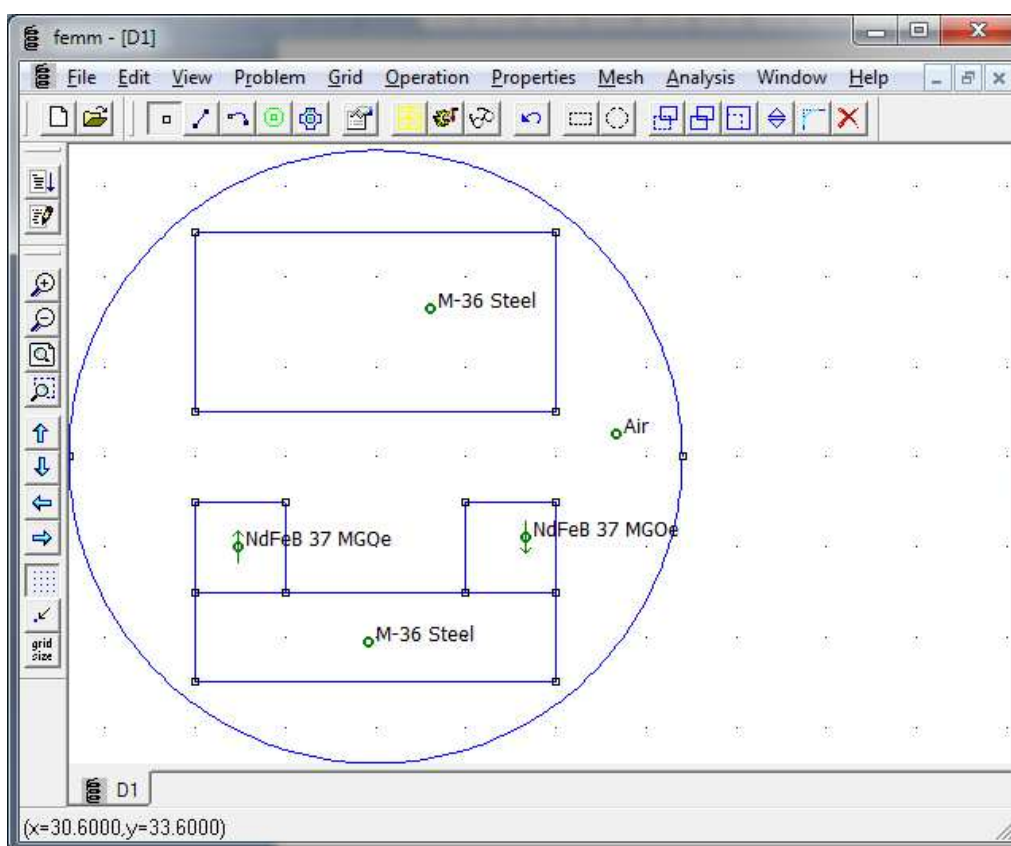 femm - [D1]
File Edit View Problem Grid Operation Properties Mesh Analysis Window Help
M-36 Steel
Air
NdFeB 37 MGOe
NdFeB 37 MGOe
M-36 Steel
grid
size
D1
(x=30.6000,y=33.6000)